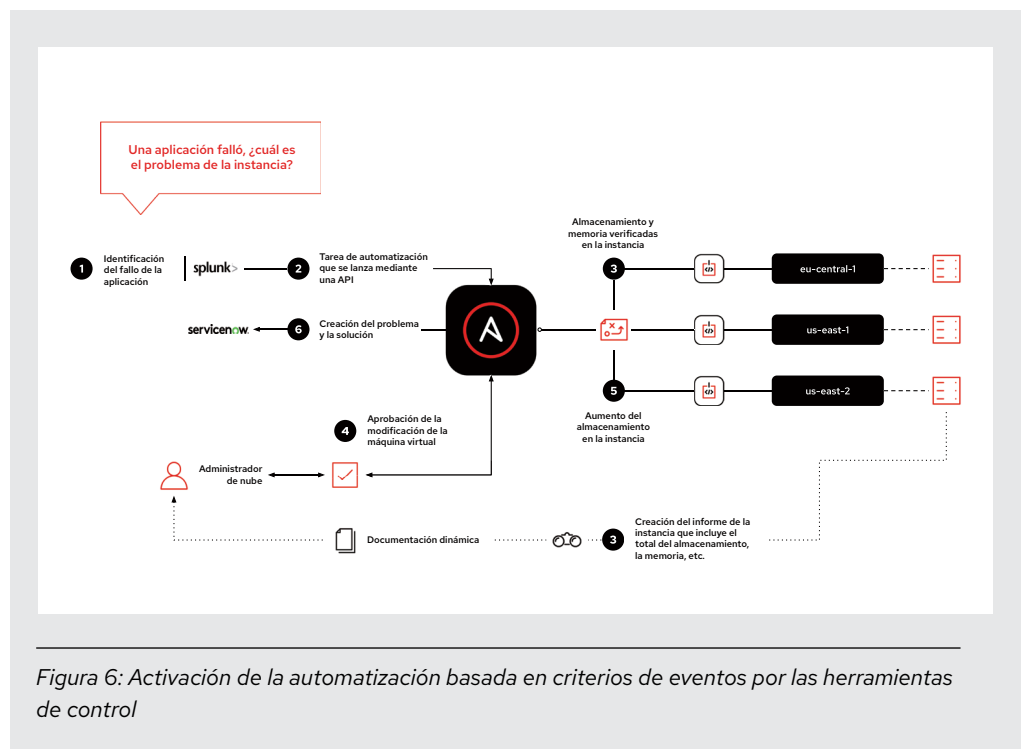 Una aplicación falló, ¿cuál es
el problema de la instancia?
1
Identificación
del fallo de la
aplicación
splunk>
2
Tarea de automatización
que se lanza mediante
una API
servicenow
6
Creación del problema
y la solución
A
Almacenamiento y
memoria verificadas
en la instancia
3
</>
eu-central-1
</>
us-east-1
5
</>
us-east-2
Aumento del
almacenamiento
en la instancia
4
Aprobación de la
modificación de la
máquina virtual
Administrador
de nube
Documentación dinámica
3
Creación del informe de la
instancia que incluye el
total del almacenamiento,
la memoria, etc.
Figura 6: Activación de la automatización basada en criterios de eventos por las herramientas
de control